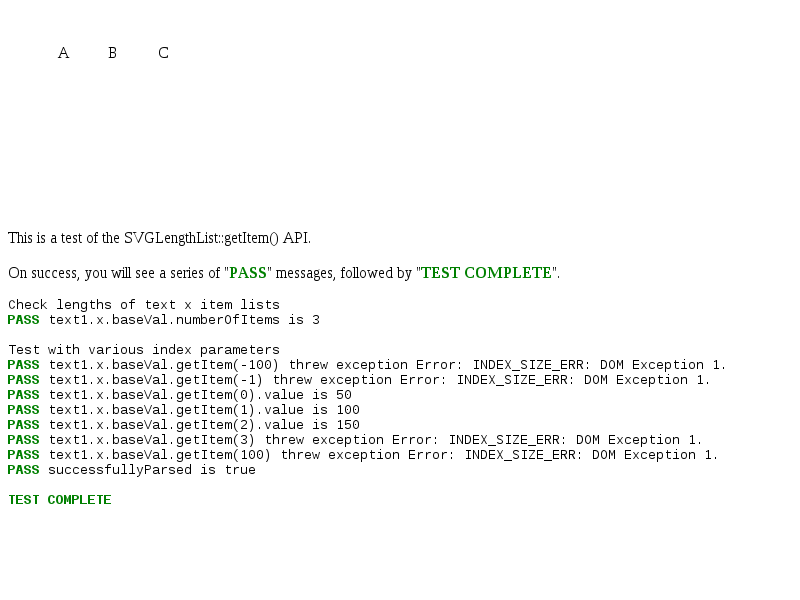 A B C
This is a test of the SVGLengthList::getItem() API.
On success, you will see a series of "PASS" messages, followed by "TEST COMPLETE".
Check lengths of text x item lists
PASS text1.x.baseVal.numberOfItems is 3
Test with various index parameters
PASS text1.x.baseVal.getItem(-100) threw exception Error: INDEX_SIZE_ERR: DOM Exception 1.
PASS text1.x.baseVal.getItem(-1) threw exception Error: INDEX_SIZE_ERR: DOM Exception 1.
PASS text1.x.baseVal.getItem(0).value is 50
PASS text1.x.baseVal.getItem(1).value is 100
PASS text1.x.baseVal.getItem(2).value is 150
PASS text1.x.baseVal.getItem(3) threw exception Error: INDEX_SIZE_ERR: DOM Exception 1.
PASS text1.x.baseVal.getItem(100) threw exception Error: INDEX_SIZE_ERR: DOM Exception 1.
PASS successfullyParsed is true
TEST COMPLETE